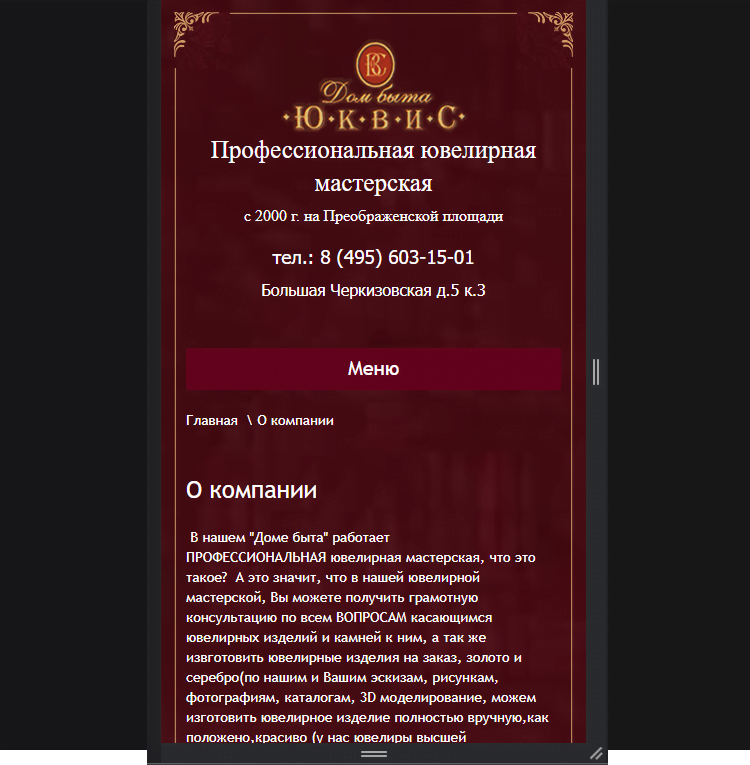 ВС
Дом быта
·Ю·К·В·И·С·
Профессиональная ювелирная
мастерская
с 2000 г. на Преображенской площади
тел.: 8 (495) 603-15-01
Большая Черкизовская д.5 к.3
Меню
Главная \ О компании
О компании
В нашем "Доме быта" работает
ПРОФЕССИОНАЛЬНАЯ ювелирная мастерская, что это
такое? А это значит, что в нашей ювелирной
мастерской, Вы можете получить грамотную
консультацию по всем ВОПРОСАМ касающимся
ювелирных изделий и камней к ним, а так же
извготовить ювелирные изделия на заказ, золото и
серебро(по нашим и Вашим эскизам, рисункам,
фотографиям, каталогам, 3D моделирование, можем
изготовить ювелирное изделие полностью вручную,как
положено,красиво (у нас ювелиры высшей